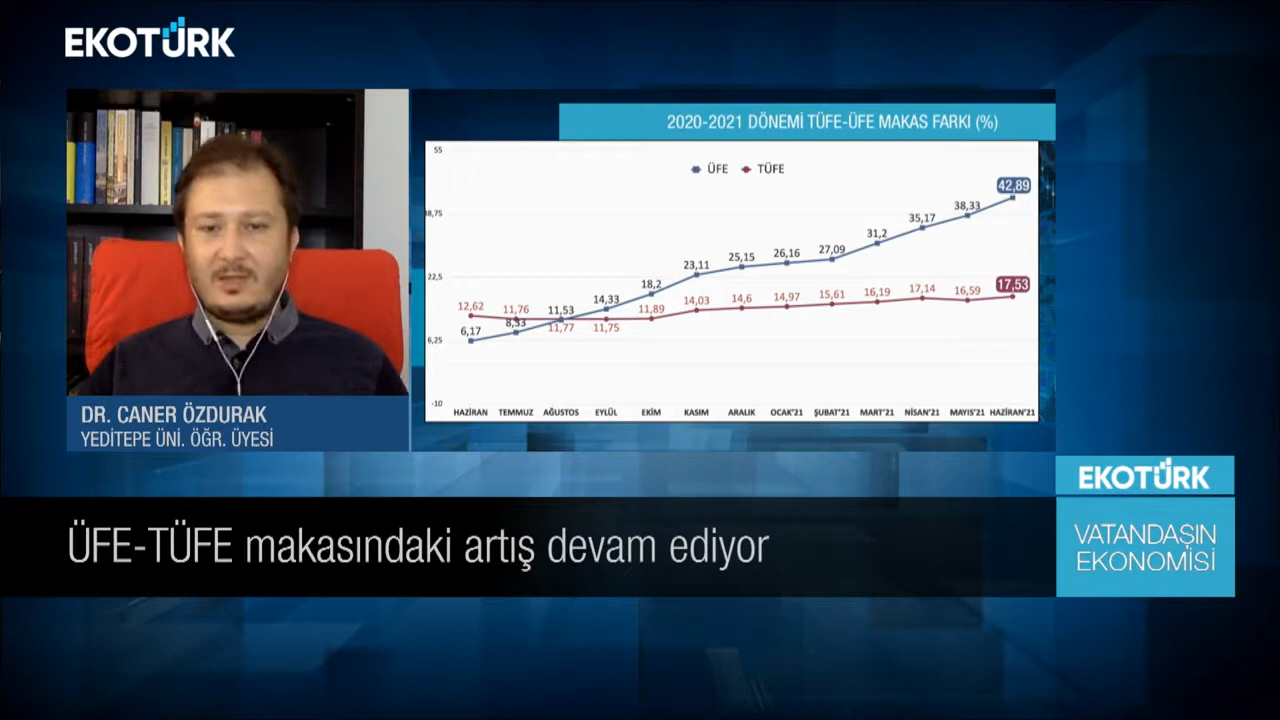 EKOTÜRK
2020-2021 DÖNEMİ TÜFE-ÜFE MAKAS FARKI (%)
ÜFE TÜFE
55
38,75
22,5
6,25
-10
6,17 8,33 11,53 14,33 18,2 23,11 25,15 26,16 27,09 31,2 35,17 38,33 42,89
12,62 11,76 11,77 11,75 11,89 14,03 14,6 14,97 15,61 16,19 17,14 16,59 17,53
HAZİRAN TEMMUZ AĞUSTOS EYLÜL EKİM KASIM ARALIK OCAK'21 ŞUBAT'21 MART'21 NİSAN'21 MAYIS'21 HAZİRAN'21
DR. CANER ÖZDURAK
YEDİTEPE ÜNİ. ÖĞR. ÜYESİ
EKOTÜRK
ÜFE-TÜFE makasındaki artış devam ediyor
VATANDAŞIN
EKONOMİSİ